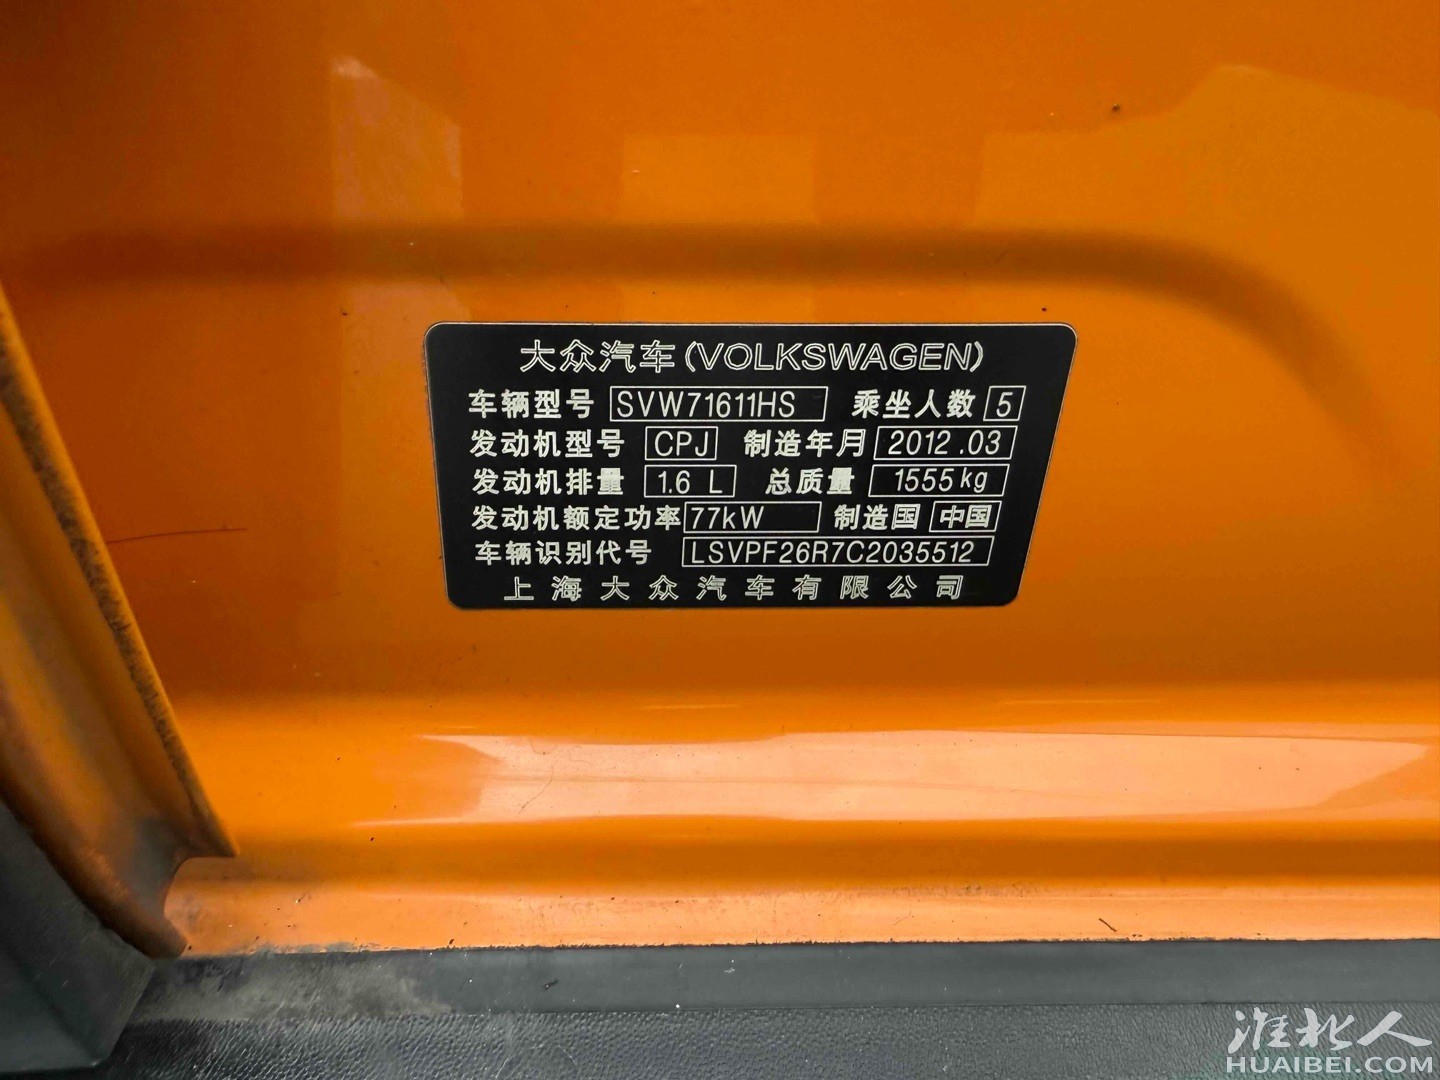 大众汽车(VOLKSWAGEN)
车辆型号 SVW71611HS 乘坐人数 5
发动机型号 CPJ 制造年月 2012.03
发动机排量 1.6 L 总质量 1555kg
发动机额定功率 77kW 制造国 中国
车辆识别代号 LSVPF26R7C2035512
上海大众汽车有限公司
淮北人
HUAIBEI.COM